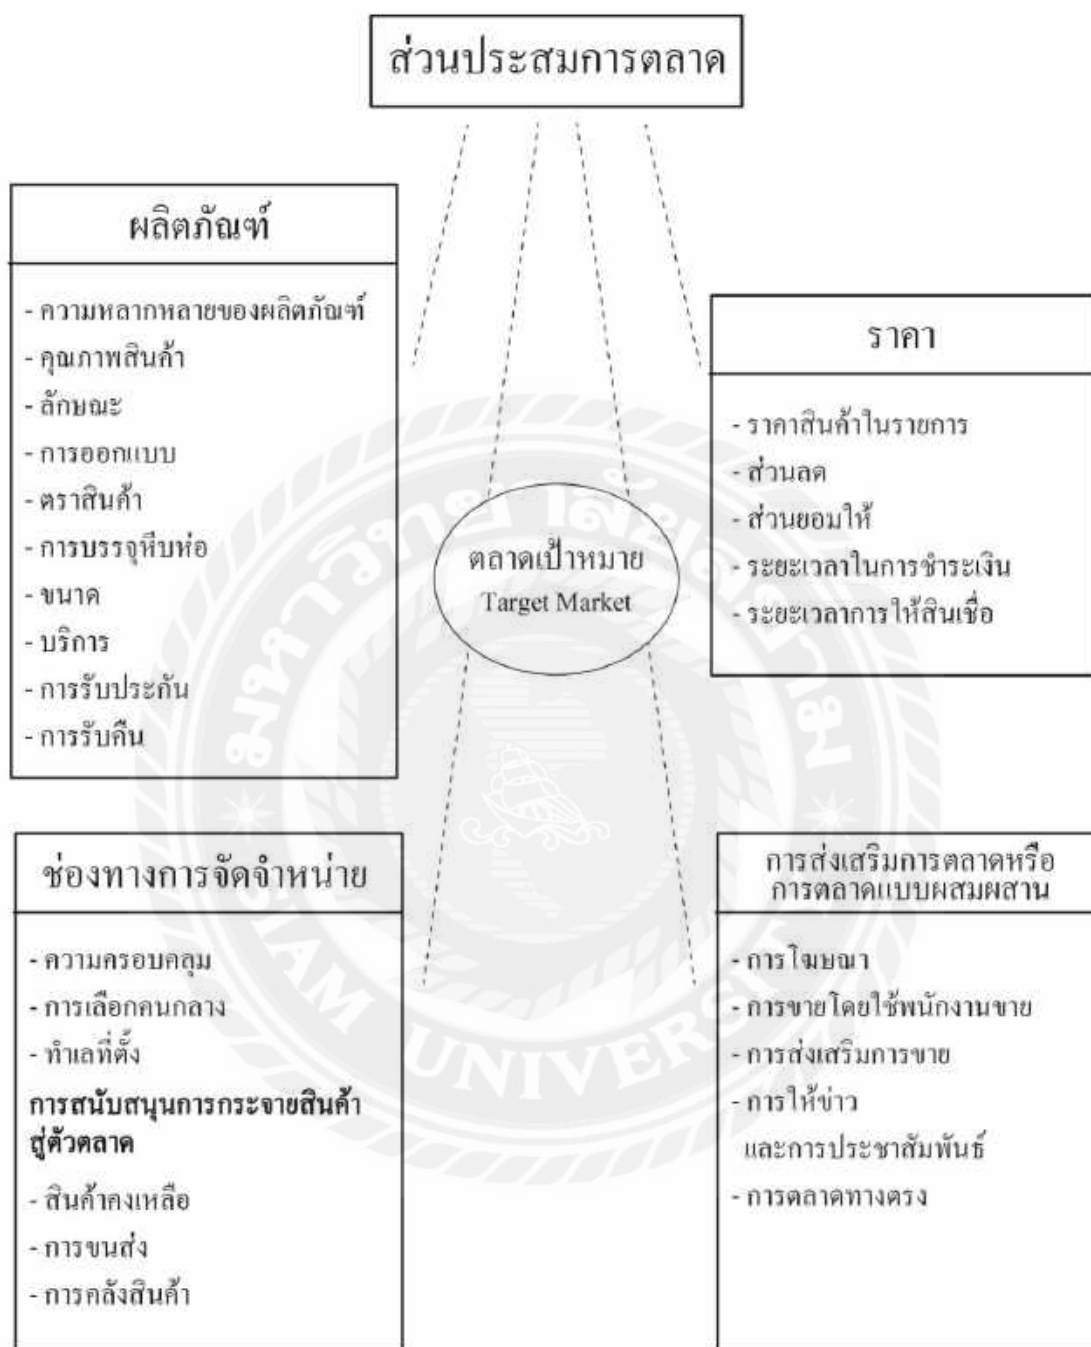 ส่วนประสมการตลาด
ผลิตภัณฑ์
- ความหลากหลายของผลิตภัณฑ์
- คุณภาพสินค้า
- ลักษณะ
- การออกแบบ
- ตราสินค้า
- การบรรจุหีบห่อ
- ขนาด
- บริการ
- การรับประกัน
- การรับคืน
ราคา
- ราคาสินค้าในรายการ
- ส่วนลด
- ส่วนยอมให้
- ระยะเวลาในการชำระเงิน
- ระยะเวลาการให้สินเชื่อ
ตลาดเป้าหมาย
Target Market
ช่องทางการจัดจำหน่าย
- ความครอบคลุม
- การเลือกคนกลาง
- ทำเลที่ตั้ง
การสนับสนุนการกระจายสินค้า
สู่ตัวตลาด
- สินค้าคงเหลือ
- การขนส่ง
- การคลังสินค้า
การส่งเสริมการตลาดหรือ
การตลาดแบบผสมผสาน
- การโฆษณา
- การขายโดยใช้พนักงานขาย
- การส่งเสริมการขาย
- การให้ข่าว
และการประชาสัมพันธ์
- การตลาดทางตรง
มหาวิทยาลัยสยาม
SIAM UNIVERSITY